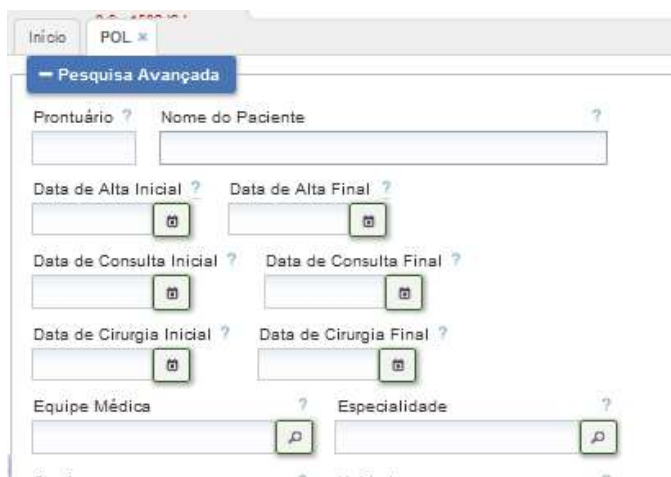 Início POL ×
Pesquisa Avançada
Prontuário ? Nome do Paciente ?
Data de Alta Inicial ? Data de Alta Final ?
Data de Consulta Inicial ? Data de Consulta Final ?
Data de Cirurgia Inicial ? Data de Cirurgia Final ?
Equipe Médica ? Especialidade ?